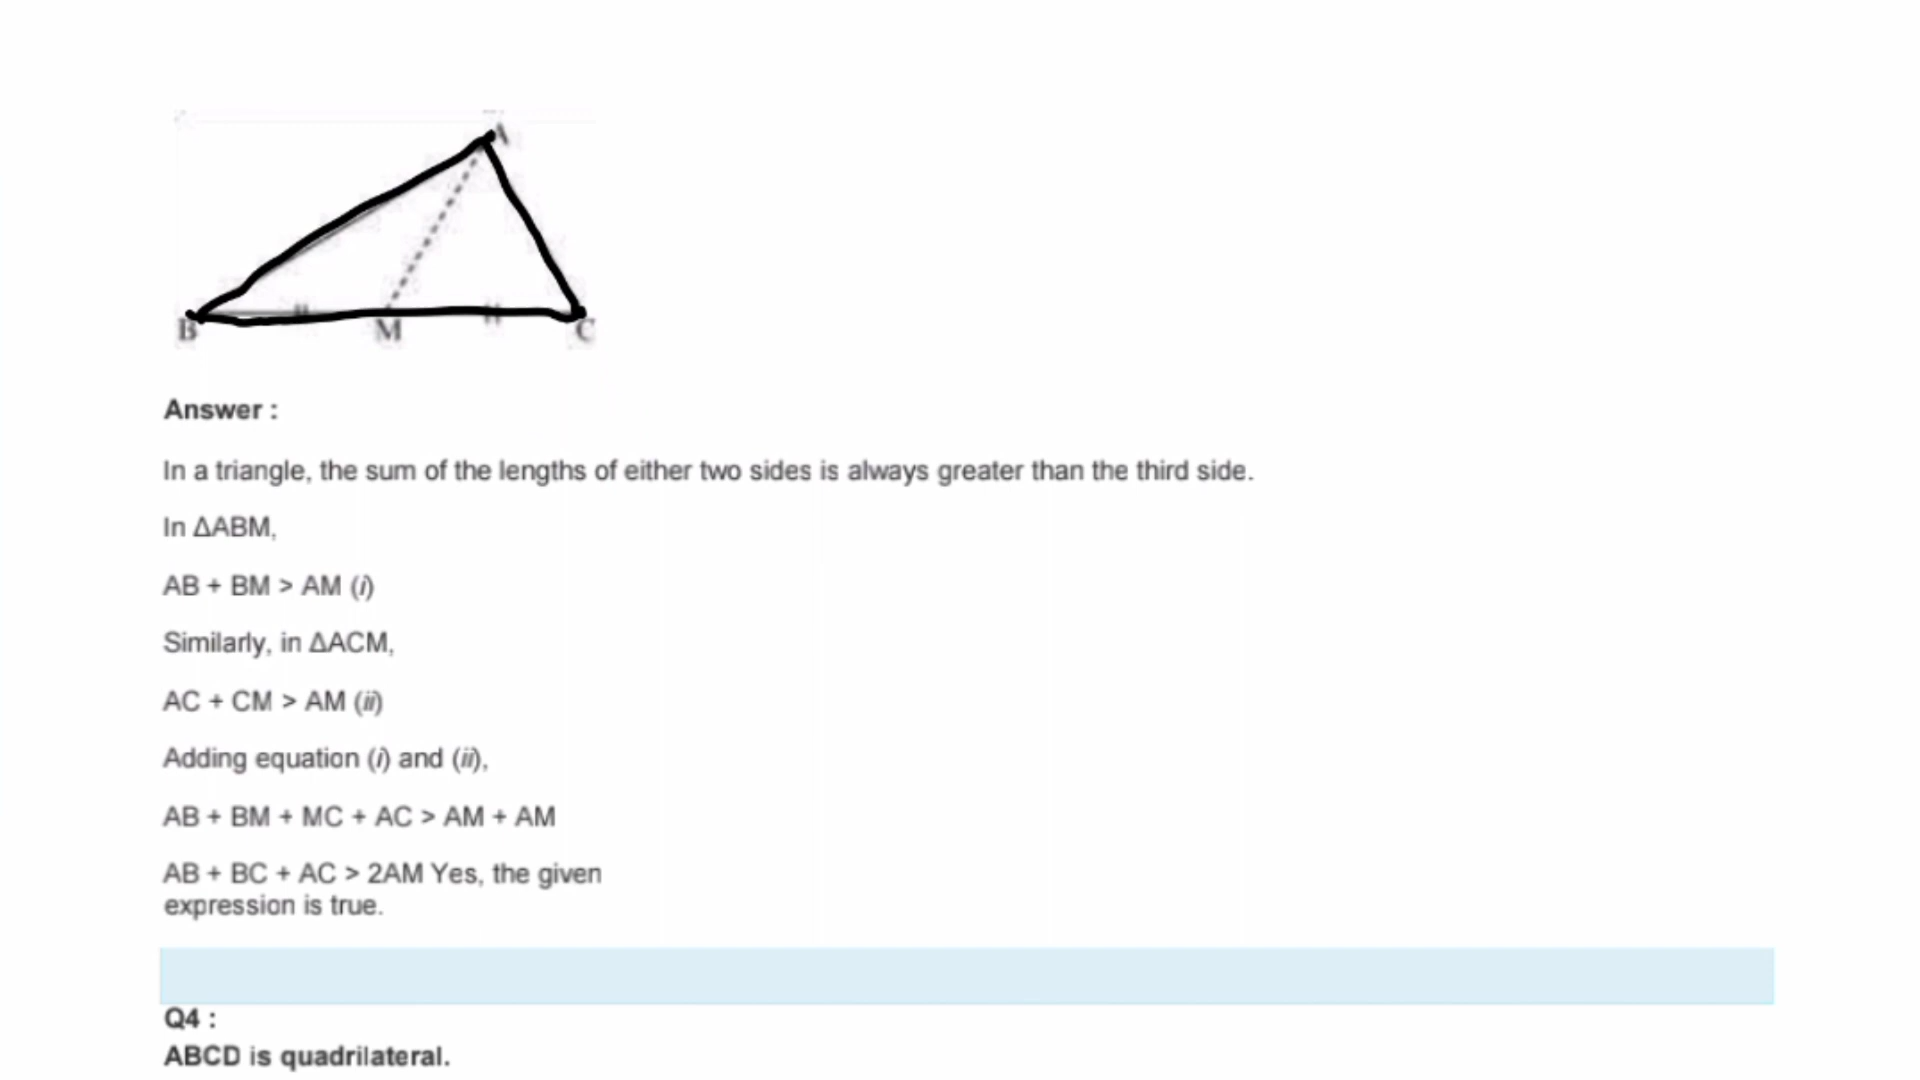 A
B M C
Answer :
In a triangle, the sum of the lengths of either two sides is always greater than the third side.
In ΔABM,
AB + BM > AM (i)
Similarly, in ΔACM,
AC + CM > AM (ii)
Adding equation (i) and (ii),
AB + BM + MC + AC > AM + AM
AB + BC + AC > 2AM Yes, the given
expression is true.
Q4 :
ABCD is quadrilateral.